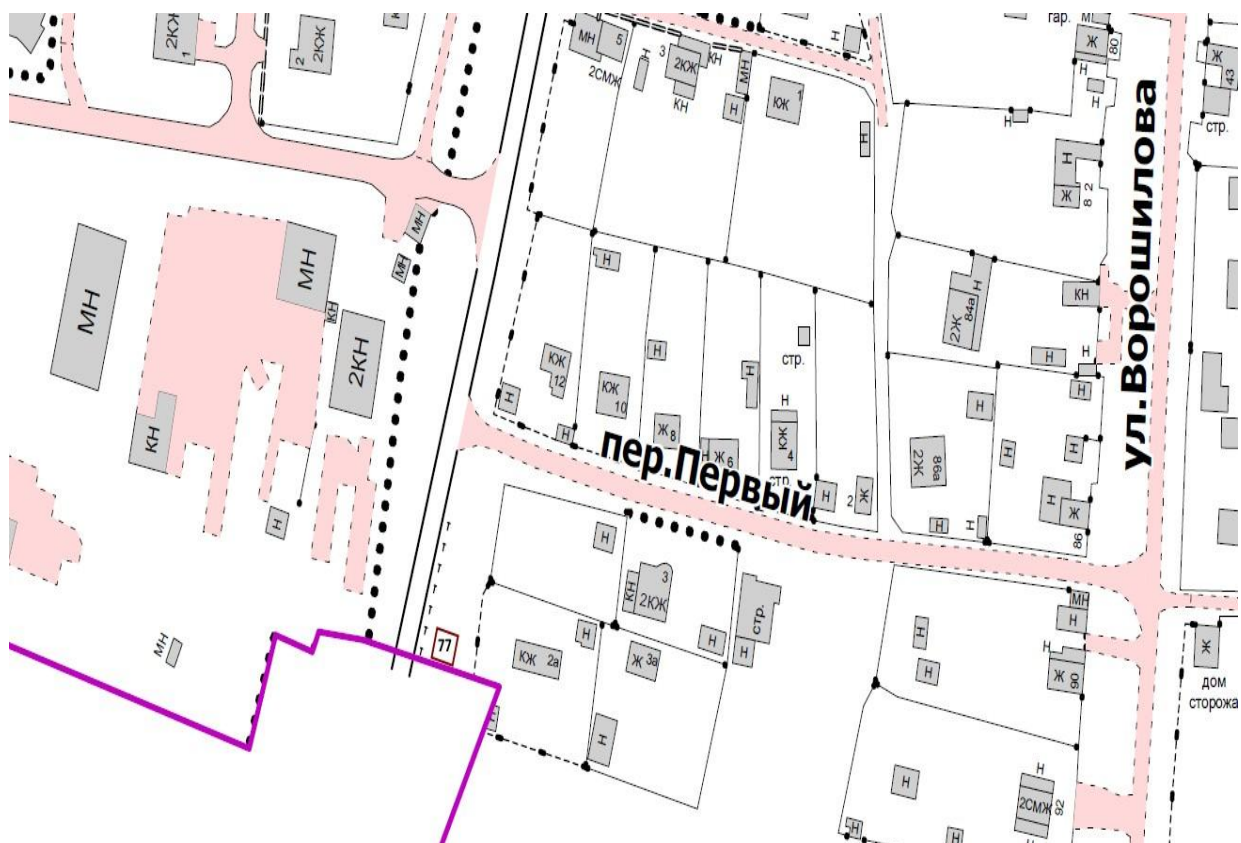 2КЖ
1
2КЖ
2
К
МН
5
2СМЖ
Н
3
2КЖ
КН
КН
МН
Н
КЖ
1
Н
Н
гар.
М
Ж
80
Н
Н
Ж
43
стр.
Н
Н
Ж
8 2
ул.Ворошилова
МН
МН
МН
МН
КН
2КН
КН
Н
МН
Н
КЖ
12
Н
Н
КЖ
10
Н
Ж
8
Н
Н
Ж
6
стр.
Н
КЖ
4
стр.
Н
2
Ж
пер.Первый
Н
84а
2Ж
КН
Н
Н
Н
Н
Н
Н
86а
2Ж
Н
Н
Н
Ж
86
77
Н
КН
3
2КЖ
стр.
Н
Н
Н
КЖ
2а
Ж
3а
Н
Н
МН
Н
Н
Н
Н
Ж
90
Ж
дом
сторожа
Н
Н
2СМЖ
92
Н
Н